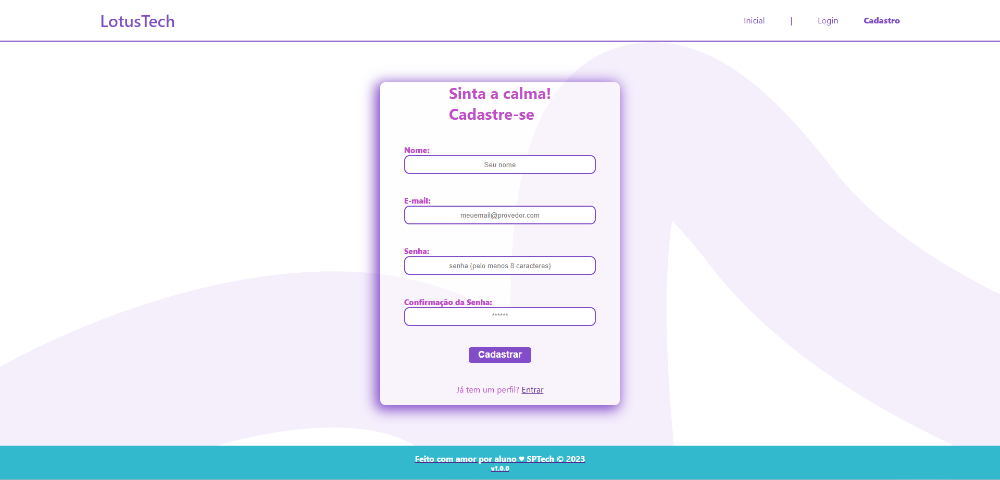 LotusTech
Inicial | Login Cadastro
Sinta a calma!
Cadastre-se
Nome:
Seu nome
E-mail:
meuemail@provedor.com
Senha:
senha (pelo menos 8 caracteres)
Confirmação da Senha:
******
Cadastrar
Já tem um perfil? Entrar
Feito com amor por aluno ♥ SPTech © 2023
v1.0.0